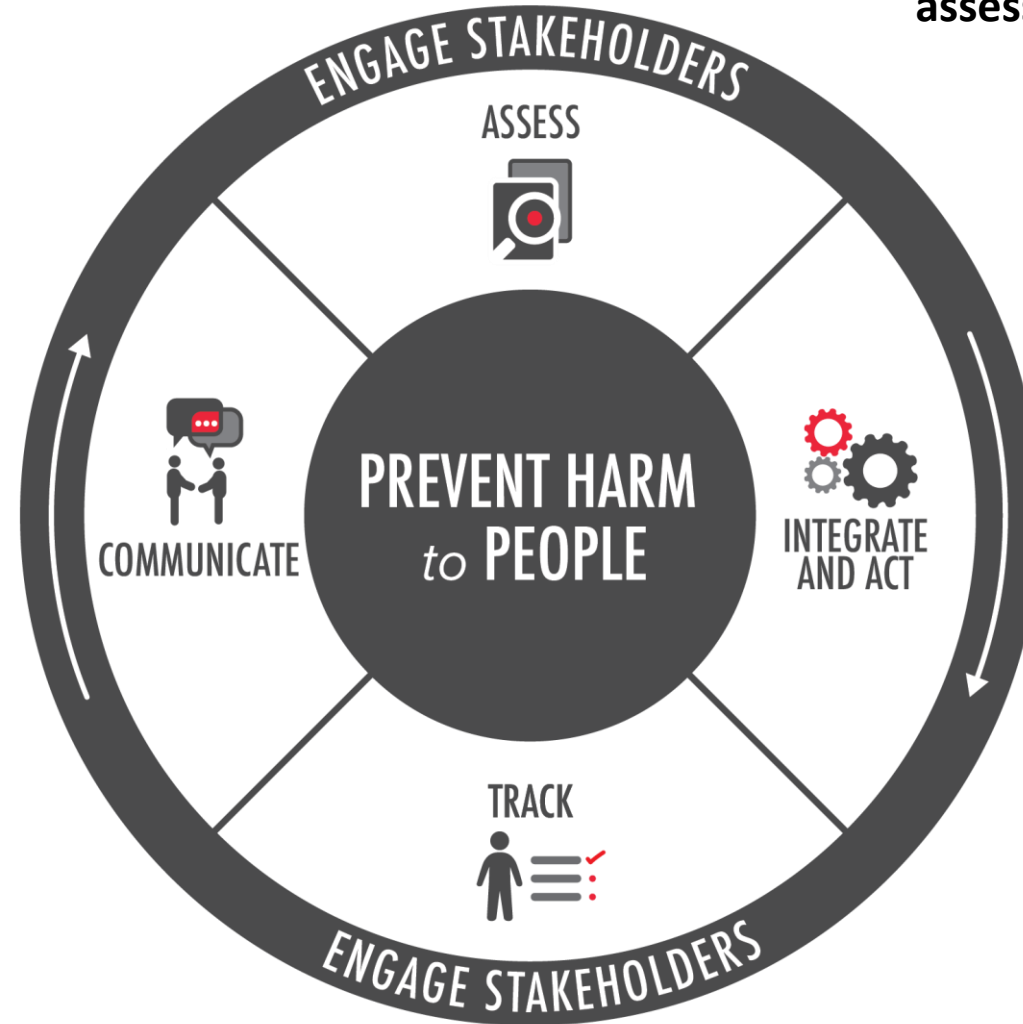 ENGAGE STAKEHOLDERS
ASSESS
PREVENT HARM
to PEOPLE
COMMUNICATE
INTEGRATE
AND ACT
TRACK
ENGAGE STAKEHOLDERS